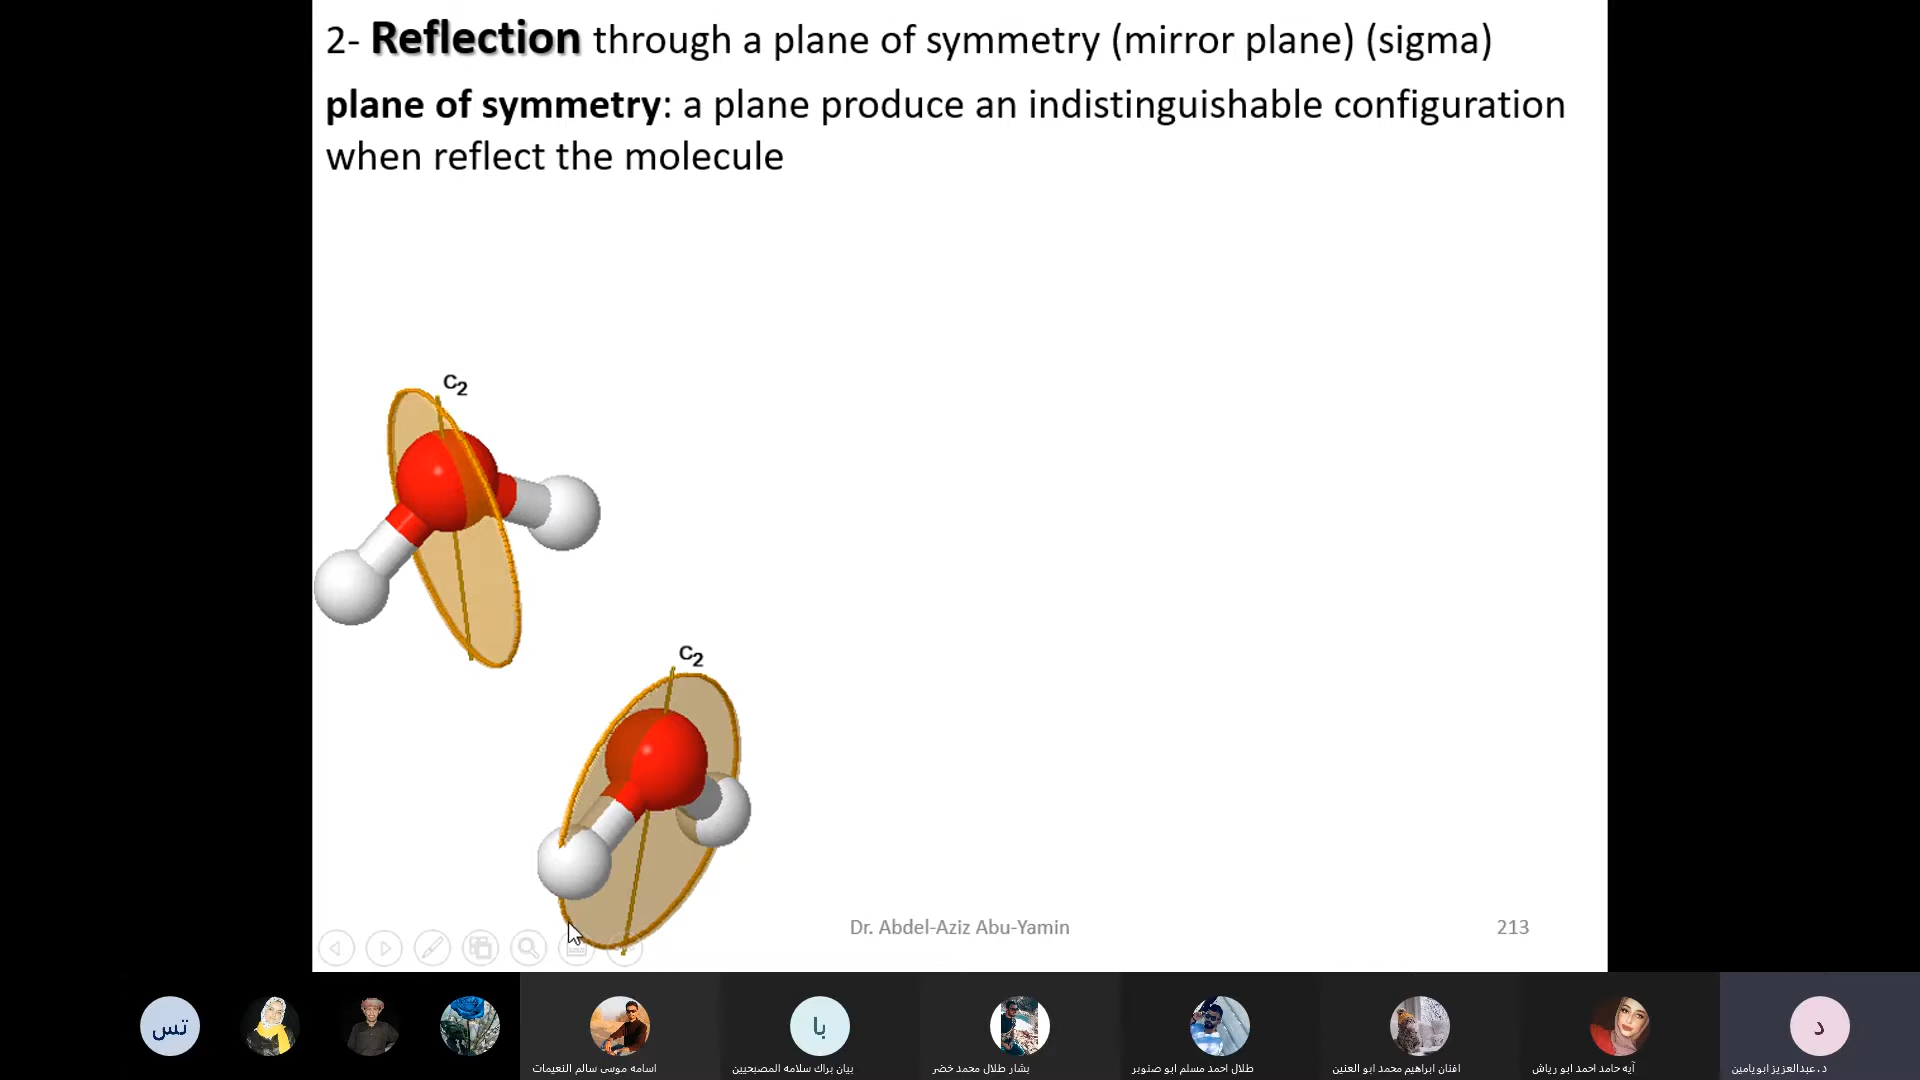 2- Reflection through a plane of symmetry (mirror plane) (sigma)
plane of symmetry: a plane produce an indistinguishable configuration
when reflect the molecule
C2
C2
Dr. Abdel-Aziz Abu-Yamin
213
تس
با
د
اسامه موسى سالم النعيمات
بيان براك سلامه المصبحيين
بشار طلال محمد خضر
طلال احمد مسلم ابو صنوبر
افنان ابراهيم محمد ابو العنين
آيه حامد احمد ابو رياش
د.عبدالعزيز ابويامين